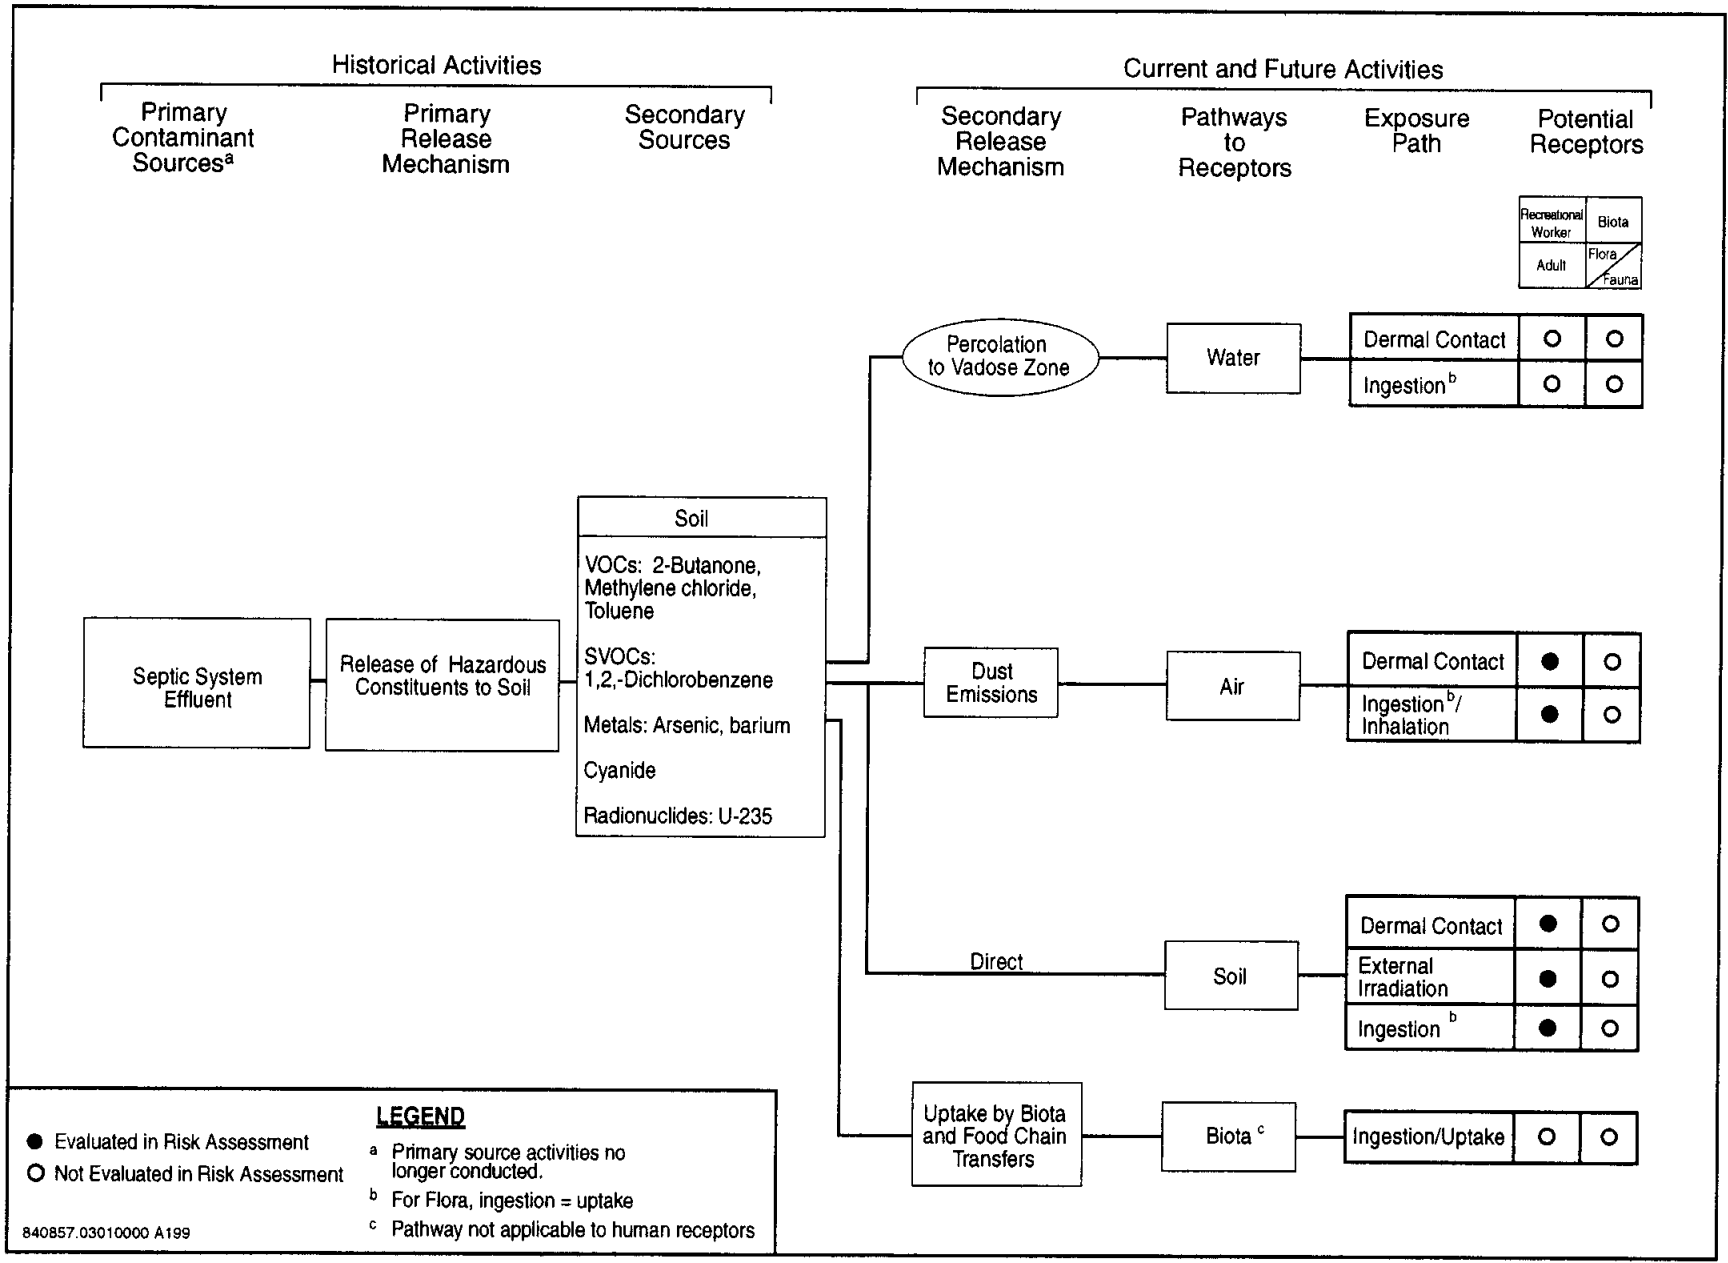 Historical Activities
Current and Future Activities
Primary
Contaminant
Sourcesa
Primary
Release
Mechanism
Secondary
Sources
Secondary
Release
Mechanism
Pathways
to
Receptors
Exposure
Path
Potential
Receptors
Recreational
Worker
Biota
Adult
Flora
Fauna
Percolation
to Vadose Zone
Water
Dermal Contact
Ingestion b
Soil
VOCs: 2-Butanone,
Methylene chloride,
Toluene
SVOCs:
1,2,-Dichlorobenzene
Metals: Arsenic, barium
Cyanide
Radionuclides: U-235
Septic System
Effluent
Release of Hazardous
Constituents to Soil
Dust
Emissions
Air
Dermal Contact
Ingestion b/
Inhalation
Direct
Soil
Dermal Contact
External
Irradiation
Ingestion b
Uptake by Biota
and Food Chain
Transfers
Biota c
Ingestion/Uptake
LEGEND
Evaluated in Risk Assessment
Not Evaluated in Risk Assessment
a Primary source activities no
longer conducted.
b For Flora, ingestion = uptake
c Pathway not applicable to human receptors
840857.03010000 A199